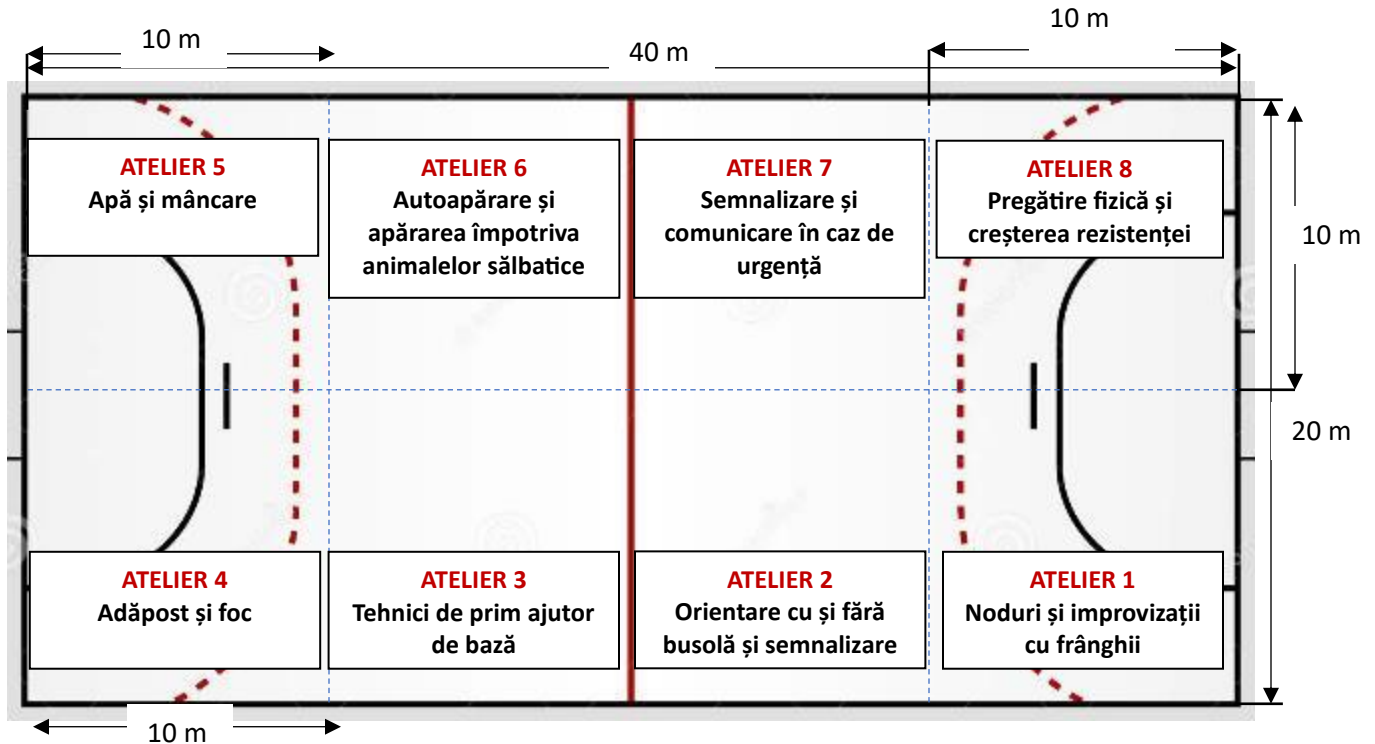 10 m
10 m
40 m
ATELIER 5
Apă și mâncare
ATELIER 6
Autoapărare și
apărarea împotriva
animalelor sălbatice
ATELIER 7
Semnalizare și
comunicare în caz de
urgență
ATELIER 8
Pregătire fizică și
creșterea rezistenței
10 m
20 m
ATELIER 4
Adăpost și foc
ATELIER 3
Tehnici de prim ajutor
de bază
ATELIER 2
Orientare cu și fără
busolă și semnalizare
ATELIER 1
Noduri și improvizații
cu frânghii
10 m